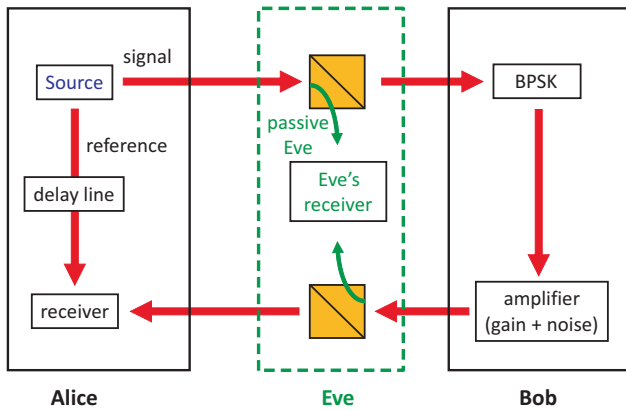 signal
Source
BPSK
passive
Eve
reference
Eve's
receiver
delay line
receiver
amplifier
(gain + noise)
Alice
Eve
Bob